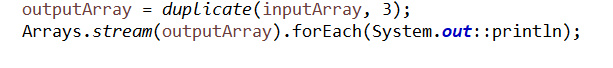 outputArray = duplicate(inputArray, 3);
Arrays.stream(outputArray).forEach(System.out::println);